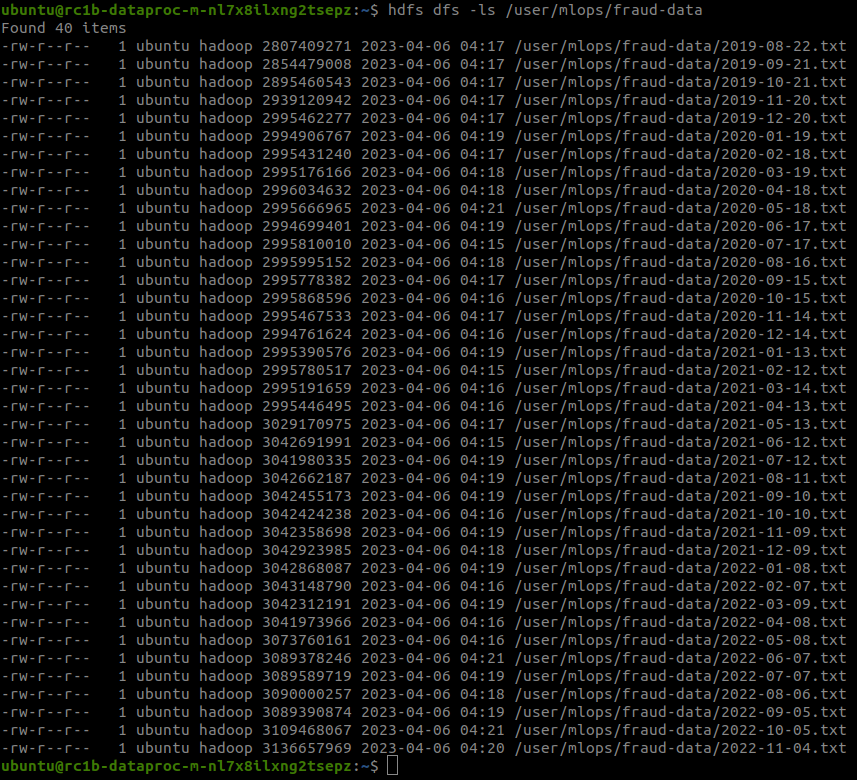 ubuntu@rc1b-dataproc-m-nl7x8ilxng2tsepz:~$ hdfs dfs -ls /user/mlops/fraud-data
Found 40 items
-rw-r--r--   1 ubuntu hadoop 2807409271 2023-04-06 04:17 /user/mlops/fraud-data/2019-08-22.txt
-rw-r--r--   1 ubuntu hadoop 2854479008 2023-04-06 04:17 /user/mlops/fraud-data/2019-09-21.txt
-rw-r--r--   1 ubuntu hadoop 2895460543 2023-04-06 04:17 /user/mlops/fraud-data/2019-10-21.txt
-rw-r--r--   1 ubuntu hadoop 2939120942 2023-04-06 04:17 /user/mlops/fraud-data/2019-11-20.txt
-rw-r--r--   1 ubuntu hadoop 2995462277 2023-04-06 04:17 /user/mlops/fraud-data/2019-12-20.txt
-rw-r--r--   1 ubuntu hadoop 2994906767 2023-04-06 04:19 /user/mlops/fraud-data/2020-01-19.txt
-rw-r--r--   1 ubuntu hadoop 2995431240 2023-04-06 04:17 /user/mlops/fraud-data/2020-02-18.txt
-rw-r--r--   1 ubuntu hadoop 2995176166 2023-04-06 04:18 /user/mlops/fraud-data/2020-03-19.txt
-rw-r--r--   1 ubuntu hadoop 2996034632 2023-04-06 04:18 /user/mlops/fraud-data/2020-04-18.txt
-rw-r--r--   1 ubuntu hadoop 2995666965 2023-04-06 04:21 /user/mlops/fraud-data/2020-05-18.txt
-rw-r--r--   1 ubuntu hadoop 2994699401 2023-04-06 04:19 /user/mlops/fraud-data/2020-06-17.txt
-rw-r--r--   1 ubuntu hadoop 2995810010 2023-04-06 04:15 /user/mlops/fraud-data/2020-07-17.txt
-rw-r--r--   1 ubuntu hadoop 2995995152 2023-04-06 04:18 /user/mlops/fraud-data/2020-08-16.txt
-rw-r--r--   1 ubuntu hadoop 2995778382 2023-04-06 04:17 /user/mlops/fraud-data/2020-09-15.txt
-rw-r--r--   1 ubuntu hadoop 2995868596 2023-04-06 04:16 /user/mlops/fraud-data/2020-10-15.txt
-rw-r--r--   1 ubuntu hadoop 2995467533 2023-04-06 04:17 /user/mlops/fraud-data/2020-11-14.txt
-rw-r--r--   1 ubuntu hadoop 2994761624 2023-04-06 04:16 /user/mlops/fraud-data/2020-12-14.txt
-rw-r--r--   1 ubuntu hadoop 2995390576 2023-04-06 04:19 /user/mlops/fraud-data/2021-01-13.txt
-rw-r--r--   1 ubuntu hadoop 2995780517 2023-04-06 04:15 /user/mlops/fraud-data/2021-02-12.txt
-rw-r--r--   1 ubuntu hadoop 2995191659 2023-04-06 04:16 /user/mlops/fraud-data/2021-03-14.txt
-rw-r--r--   1 ubuntu hadoop 2995446495 2023-04-06 04:16 /user/mlops/fraud-data/2021-04-13.txt
-rw-r--r--   1 ubuntu hadoop 3029170975 2023-04-06 04:17 /user/mlops/fraud-data/2021-05-13.txt
-rw-r--r--   1 ubuntu hadoop 3042691991 2023-04-06 04:15 /user/mlops/fraud-data/2021-06-12.txt
-rw-r--r--   1 ubuntu hadoop 3041980335 2023-04-06 04:19 /user/mlops/fraud-data/2021-07-12.txt
-rw-r--r--   1 ubuntu hadoop 3042662187 2023-04-06 04:19 /user/mlops/fraud-data/2021-08-11.txt
-rw-r--r--   1 ubuntu hadoop 3042455173 2023-04-06 04:19 /user/mlops/fraud-data/2021-09-10.txt
-rw-r--r--   1 ubuntu hadoop 3042424238 2023-04-06 04:16 /user/mlops/fraud-data/2021-10-10.txt
-rw-r--r--   1 ubuntu hadoop 3042358698 2023-04-06 04:19 /user/mlops/fraud-data/2021-11-09.txt
-rw-r--r--   1 ubuntu hadoop 3042923985 2023-04-06 04:18 /user/mlops/fraud-data/2021-12-09.txt
-rw-r--r--   1 ubuntu hadoop 3042868087 2023-04-06 04:19 /user/mlops/fraud-data/2022-01-08.txt
-rw-r--r--   1 ubuntu hadoop 3043148790 2023-04-06 04:16 /user/mlops/fraud-data/2022-02-07.txt
-rw-r--r--   1 ubuntu hadoop 3042312191 2023-04-06 04:19 /user/mlops/fraud-data/2022-03-09.txt
-rw-r--r--   1 ubuntu hadoop 3041973966 2023-04-06 04:16 /user/mlops/fraud-data/2022-04-08.txt
-rw-r--r--   1 ubuntu hadoop 3073760161 2023-04-06 04:16 /user/mlops/fraud-data/2022-05-08.txt
-rw-r--r--   1 ubuntu hadoop 3089378246 2023-04-06 04:21 /user/mlops/fraud-data/2022-06-07.txt
-rw-r--r--   1 ubuntu hadoop 3089589719 2023-04-06 04:19 /user/mlops/fraud-data/2022-07-07.txt
-rw-r--r--   1 ubuntu hadoop 3090000257 2023-04-06 04:18 /user/mlops/fraud-data/2022-08-06.txt
-rw-r--r--   1 ubuntu hadoop 3089390874 2023-04-06 04:19 /user/mlops/fraud-data/2022-09-05.txt
-rw-r--r--   1 ubuntu hadoop 3109468067 2023-04-06 04:21 /user/mlops/fraud-data/2022-10-05.txt
-rw-r--r--   1 ubuntu hadoop 3136657969 2023-04-06 04:20 /user/mlops/fraud-data/2022-11-04.txt
ubuntu@rc1b-dataproc-m-nl7x8ilxng2tsepz:~$